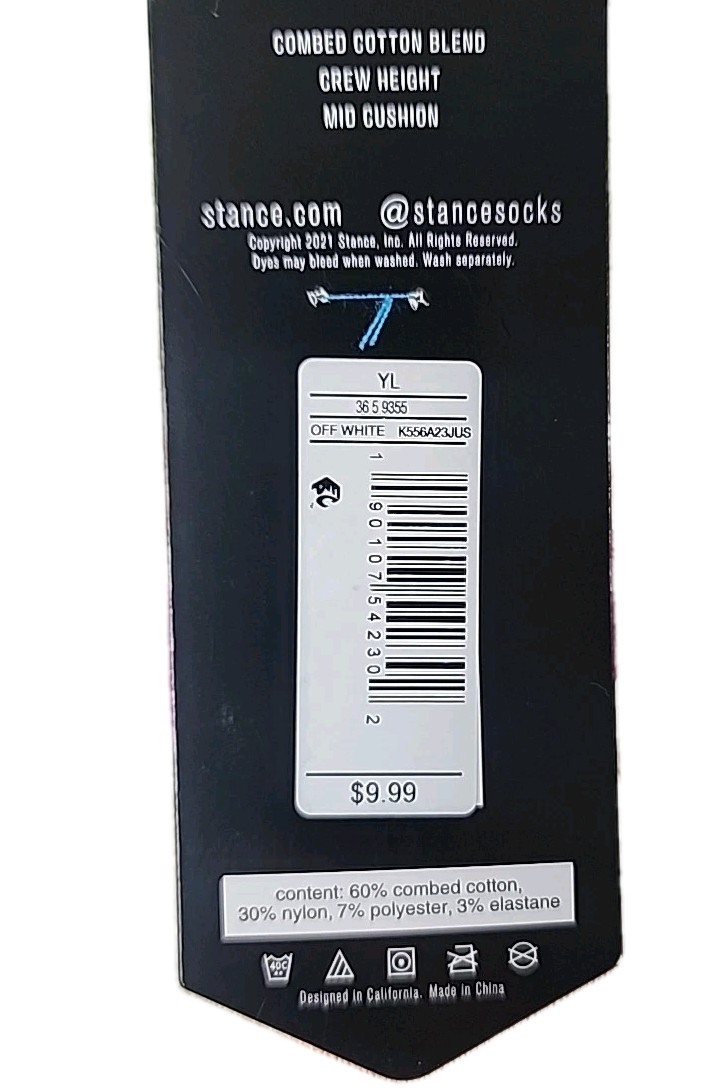 COMBED COTTON BLEND
CREW HEIGHT
MID CUSHION
stance.com @stancesocks
Copyright 2021 Stance, Inc. All Rights Reserved.
Dyes may bleed when washed. Wash separately.
YL
36 5 9355
OFF WHITE K556A23JUS
1 90107 54230 2
$9.99
content: 60% combed cotton,
30% nylon, 7% polyester, 3% elastane
40C
Designed in California. Made in China